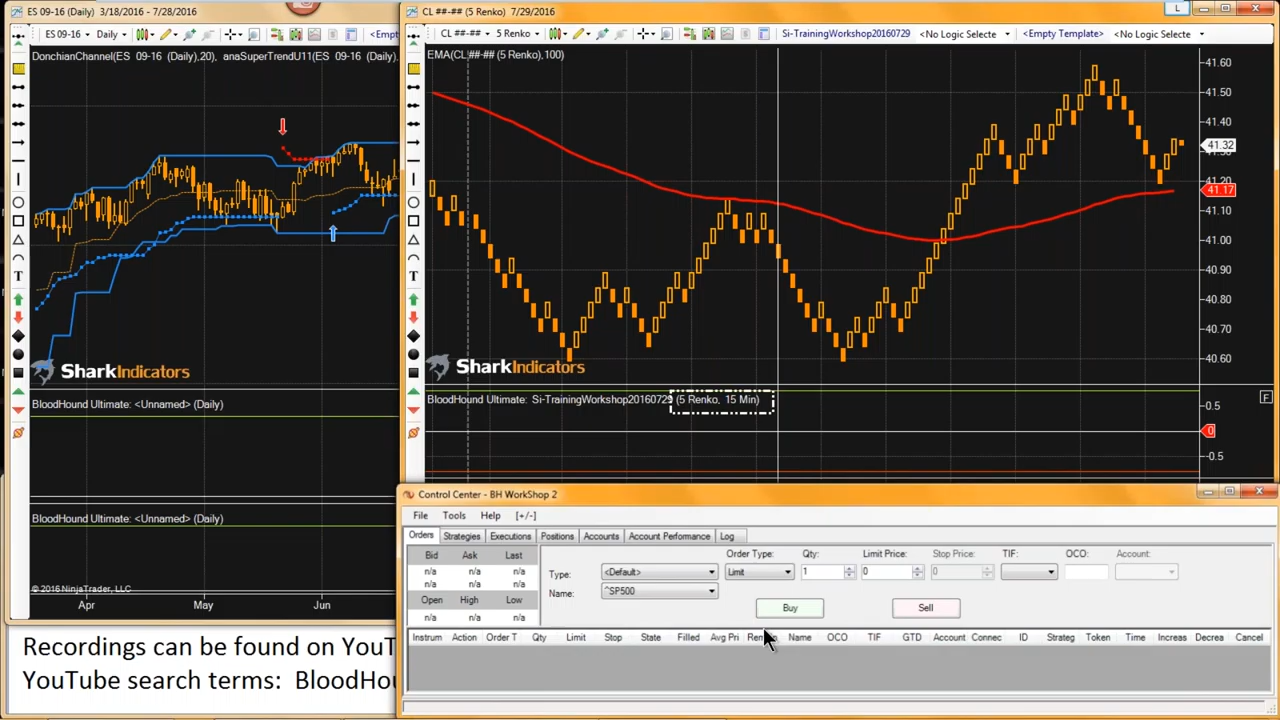 ES 09-16 (Daily) 3/18/2016 - 7/28/2016
ES 09-16 Daily
DonchianChannel(ES 09-16 (Daily),20), anaSuperTrendU11(ES 09-16 (Daily),
T
SharkIndicators
BloodHound Ultimate: <Unnamed> (Daily)
BloodHound Ultimate: <Unnamed> (Daily)
© 2016 NinjaTrader, LLC
Apr May Jun
Recordings can be found on YouT
YouTube search terms: BloodHou
CL ##-## (5 Renko) 7/29/2016
L
CL ##-## 5 Renko Si-TrainingWorkshop20160729 <No Logic Selecte <Empty Template> <No Logic Selecte
EMA(CL ##-## (5 Renko),100)
T
41.60
41.50
41.40
41.32
41.20
41.17
41.10
41.00
40.90
40.80
40.70
40.60
SharkIndicators
BloodHound Ultimate: Si-TrainingWorkshop20160729 (5 Renko, 15 Min)
F
0.5
0
-0.5
Control Center - BH WorkShop 2
File Tools Help [+/-]
Orders Strategies Executions Positions Accounts Account Performance Log
Bid Ask Last
n/a n/a n/a
n/a n/a
Open High Low
n/a n/a n/a
Order Type: Qty: Limit Price: Stop Price: TIF: OCO: Account:
Type: <Default> Limit 1 0 0
Name: ^SP500
Buy Sell
Instrum Action Order T Qty Limit Stop State Filled Avg Pri Name OCO TIF GTD Account Connec ID Strateg Token Time Increas Decrea Cancel